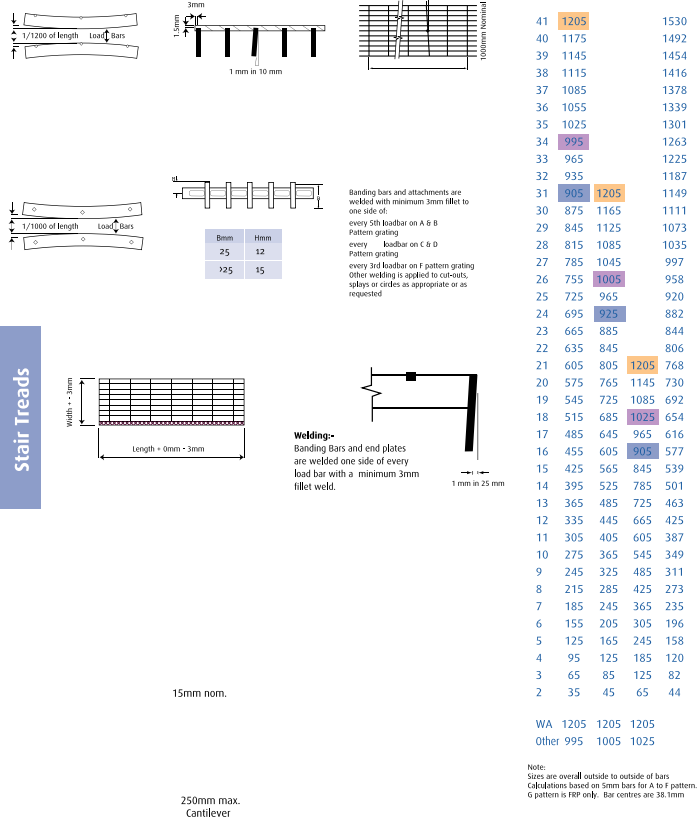 3mm
1.5mm
1/1200 of length
Load Bars
1 mm in 10 mm
1000mm Nominal
1/1000 of length
Load Bars
B
Bmm Hmm
25 12
>25 15
Banding bars and attachments are
welded with minimum 3mm fillet to
one side of:
every 5th loadbar on A & B
Pattern grating
every loadbar on C & D
Pattern grating
every 3rd loadbar on F pattern grating
Other welding is applied to cut-outs,
splays or circles as appropriate or as
requested
Stair Treads
Width + - 3mm
Length + 0mm - 3mm
Welding:-
Banding Bars and end plates
are welded one side of every
load bar with a minimum 3mm
fillet weld.
1 mm in 25 mm
15mm nom.
250mm max.
Cantilever
41 1205 1530
40 1175 1492
39 1145 1454
38 1115 1416
37 1085 1378
36 1055 1339
35 1025 1301
34 995 1263
33 965 1225
32 935 1187
31 905 1205 1149
30 875 1165 1111
29 845 1125 1073
28 815 1085 1035
27 785 1045 997
26 755 1005 958
25 725 965 920
24 695 925 882
23 665 885 844
22 635 845 806
21 605 805 1205 768
20 575 765 1145 730
19 545 725 1085 692
18 515 685 1025 654
17 485 645 965 616
16 455 605 905 577
15 425 565 845 539
14 395 525 785 501
13 365 485 725 463
12 335 445 665 425
11 305 405 605 387
10 275 365 545 349
9 245 325 485 311
8 215 285 425 273
7 185 245 365 235
6 155 205 305 196
5 125 165 245 158
4 95 125 185 120
3 65 85 125 82
2 35 45 65 44
WA 1205 1205 1205
Other 995 1005 1025
Note:
Sizes are overall outside to outside of bars
Calculations based on 5mm bars for A to F pattern.
G pattern is FRP only. Bar centres are 38.1mm